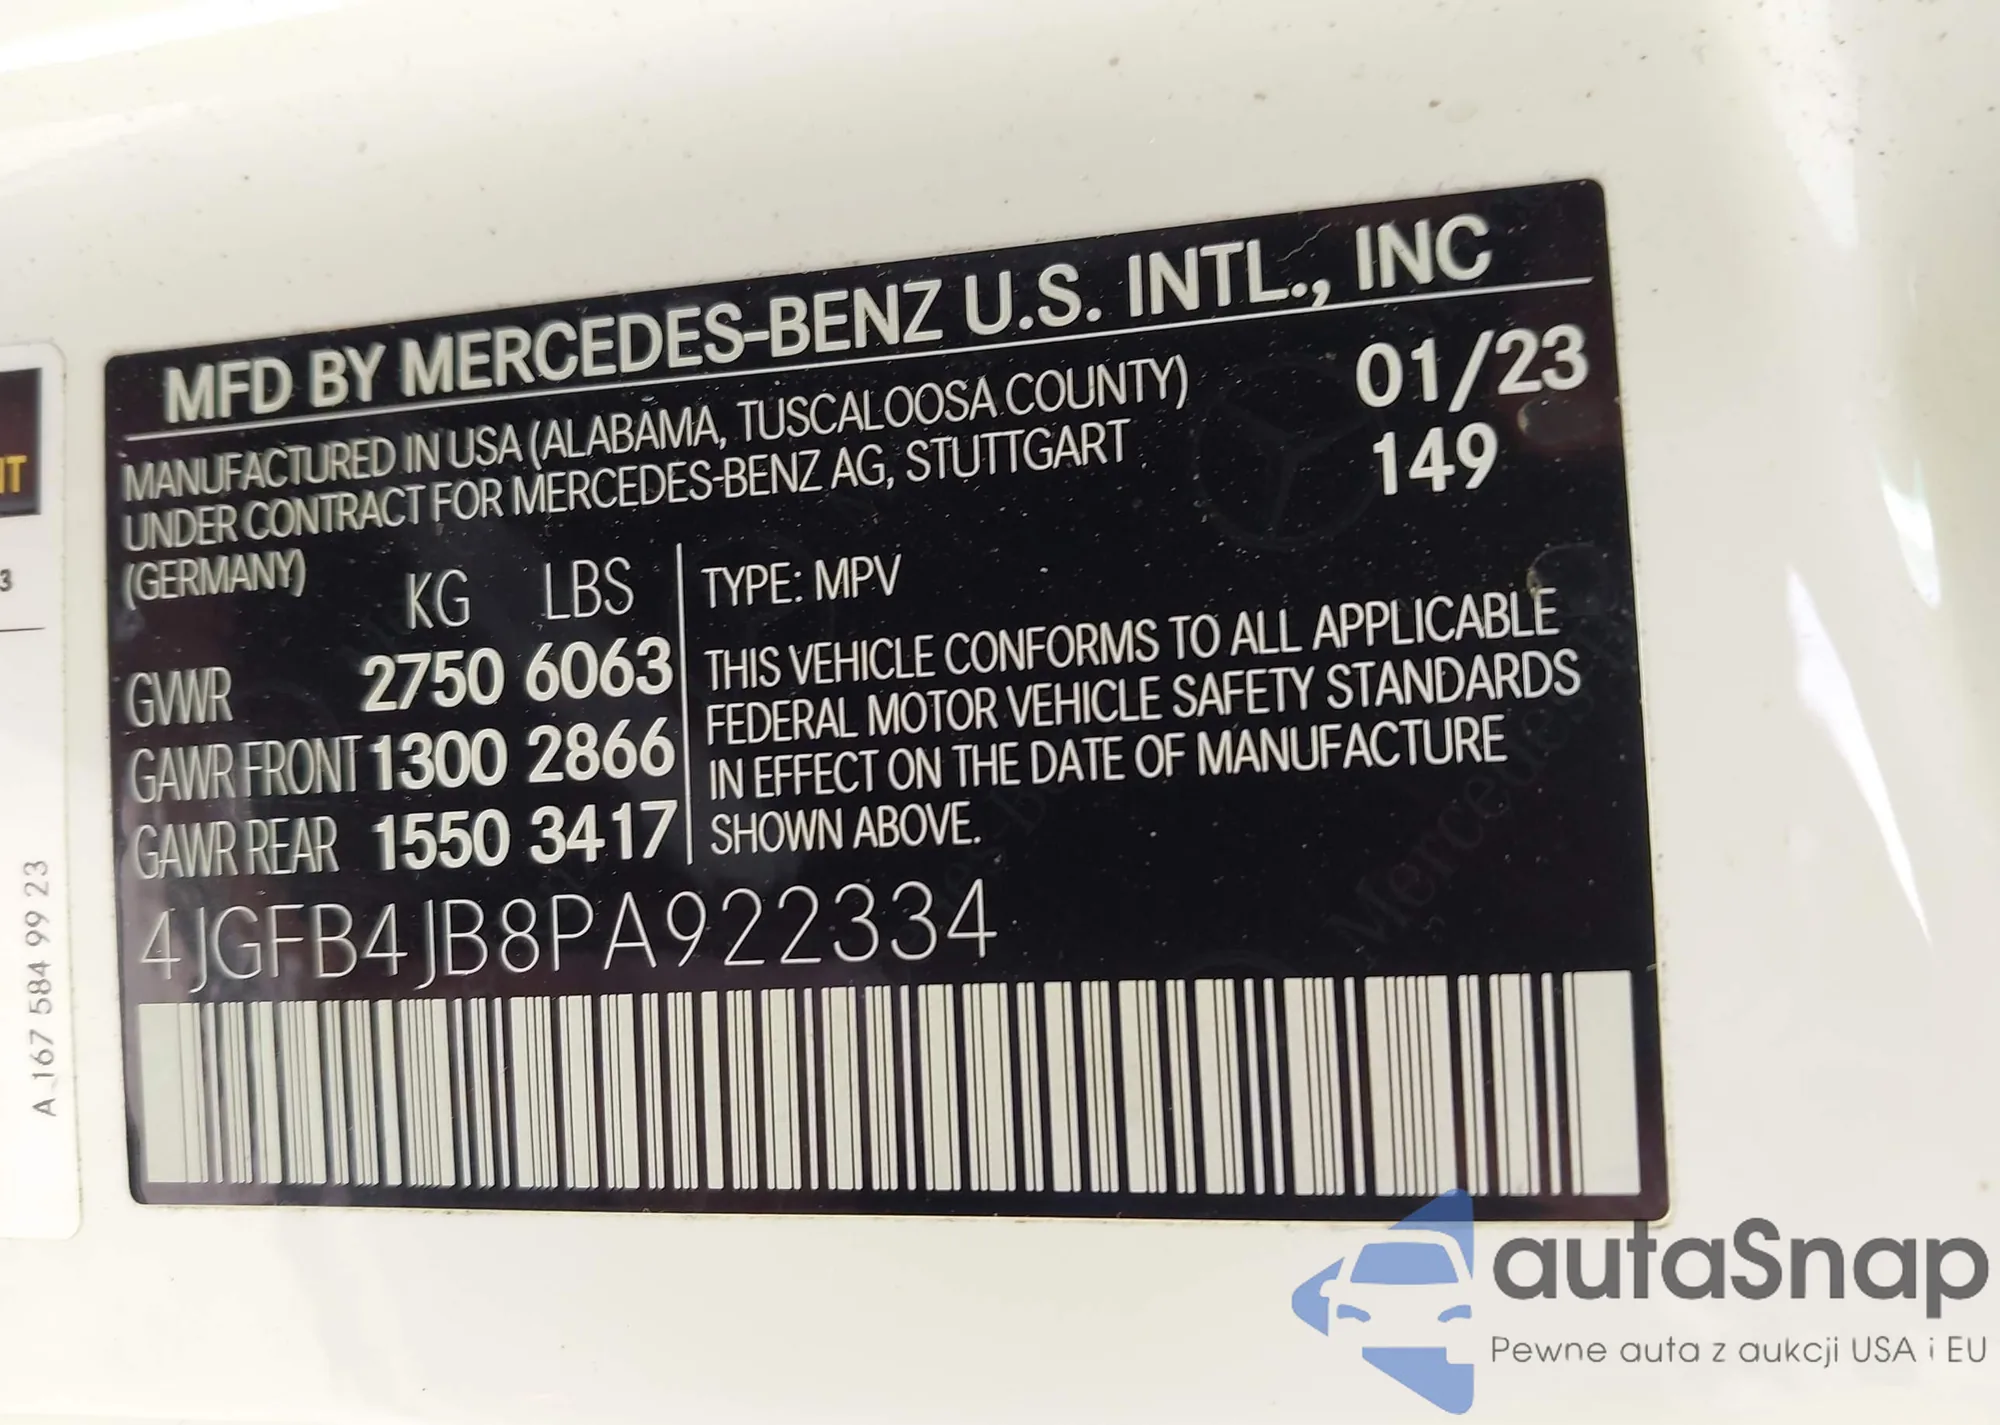 MFD BY MERCEDES-BENZ U.S. INTL., INC
MANUFACTURED IN USA (ALABAMA, TUSCALOOSA COUNTY) 01/23
UNDER CONTRACT FOR MERCEDES-BENZ AG, STUTTGART 149
(GERMANY)
KG LBS
GVWR 2750 6063
GAWR FRONT 1300 2866
GAWR REAR 1550 3417
TYPE: MPV
THIS VEHICLE CONFORMS TO ALL APPLICABLE
FEDERAL MOTOR VEHICLE SAFETY STANDARDS
IN EFFECT ON THE DATE OF MANUFACTURE
SHOWN ABOVE.
4JGFB4JB8PA922334
A 167 584 99 23
3
autaSnap
Pewne auta z aukcji USA i EU